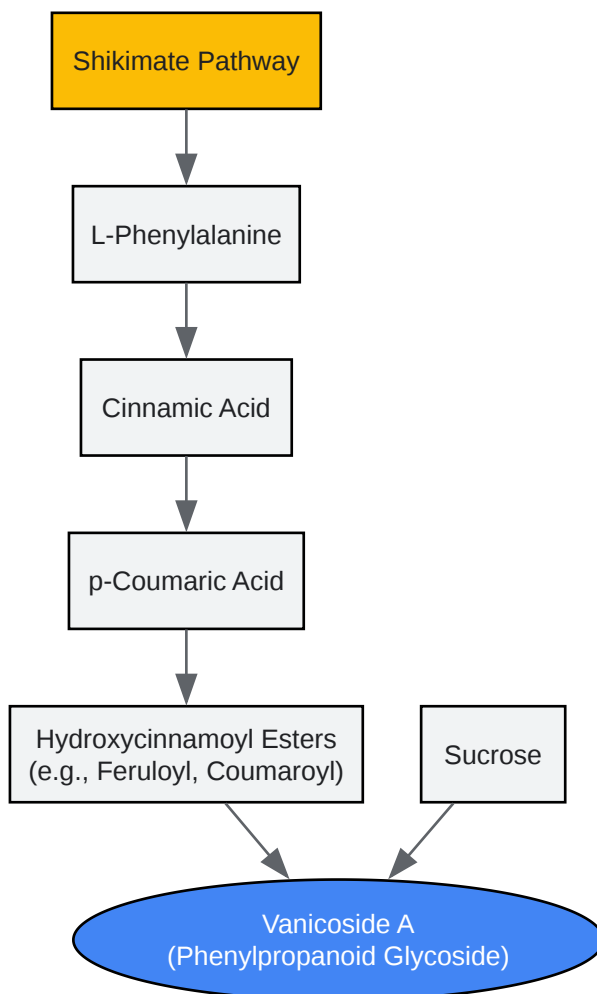 Shikimate Pathway
L-Phenylalanine
Cinnamic Acid
p-Coumaric Acid
Hydroxycinnamoyl Esters
(e.g., Feruloyl, Coumaroyl)
Sucrose
Vanicoside A
(Phenylpropanoid Glycoside)